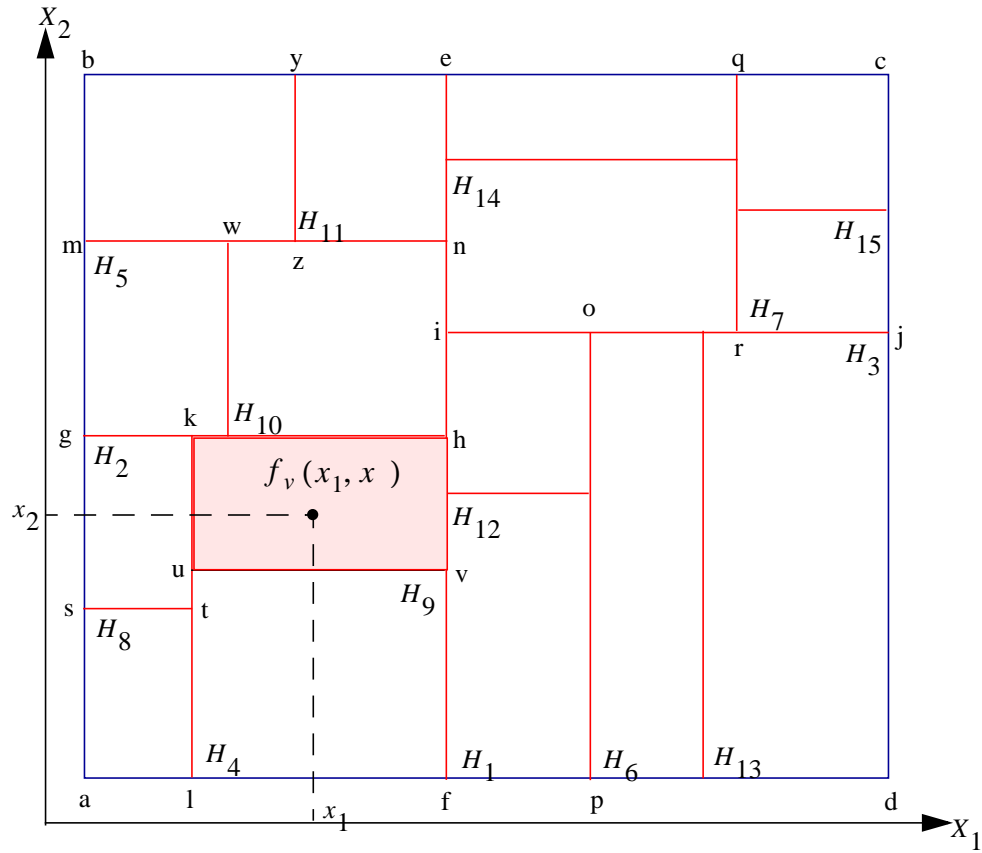 X2
b y e q c
H14
w H11
H15
m n
z
H5
o
H7
i j
r
H3
k H10
g h
H2
fv (x1, x )
x2
H12
u v
H9
s t
H8
H4 H1 H6 H13
a l f p d
x1
X1